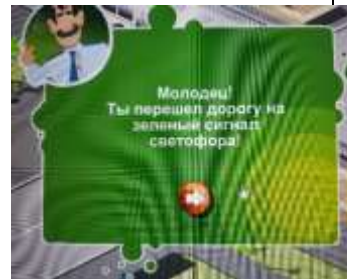 Молодец!
Ты перешел дорогу на
зеленый сигнал
светофора!